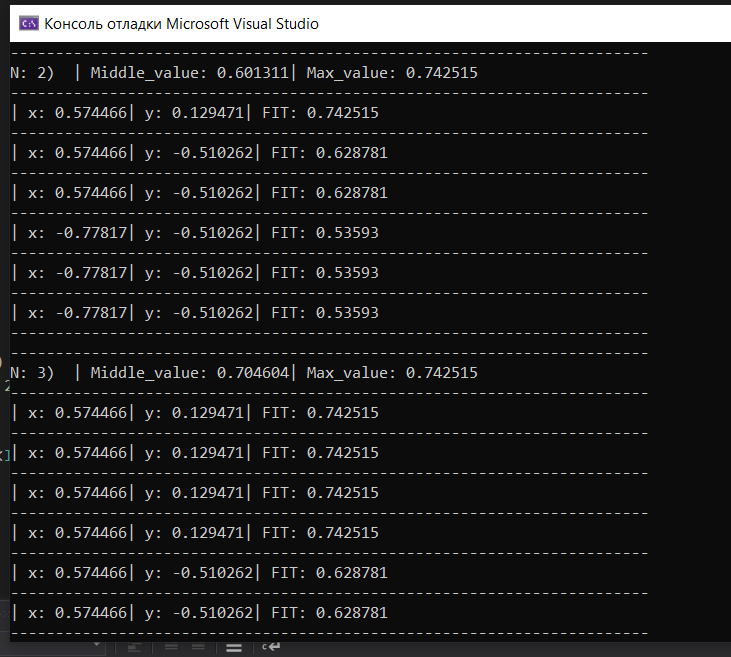 Консоль отладки Microsoft Visual Studio
-----------------------------------------------------------------------
N: 2)  | Middle_value: 0.601311| Max_value: 0.742515
-----------------------------------------------------------------------
| x: 0.574466| y: 0.129471| FIT: 0.742515
-----------------------------------------------------------------------
| x: 0.574466| y: -0.510262| FIT: 0.628781
-----------------------------------------------------------------------
| x: 0.574466| y: -0.510262| FIT: 0.628781
-----------------------------------------------------------------------
| x: -0.77817| y: -0.510262| FIT: 0.53593
-----------------------------------------------------------------------
| x: -0.77817| y: -0.510262| FIT: 0.53593
-----------------------------------------------------------------------
| x: -0.77817| y: -0.510262| FIT: 0.53593
-----------------------------------------------------------------------
-----------------------------------------------------------------------
N: 3)  | Middle_value: 0.704604| Max_value: 0.742515
-----------------------------------------------------------------------
| x: 0.574466| y: 0.129471| FIT: 0.742515
-----------------------------------------------------------------------
| x: 0.574466| y: 0.129471| FIT: 0.742515
-----------------------------------------------------------------------
| x: 0.574466| y: 0.129471| FIT: 0.742515
-----------------------------------------------------------------------
| x: 0.574466| y: 0.129471| FIT: 0.742515
-----------------------------------------------------------------------
| x: 0.574466| y: -0.510262| FIT: 0.628781
-----------------------------------------------------------------------
| x: 0.574466| y: -0.510262| FIT: 0.628781
-----------------------------------------------------------------------